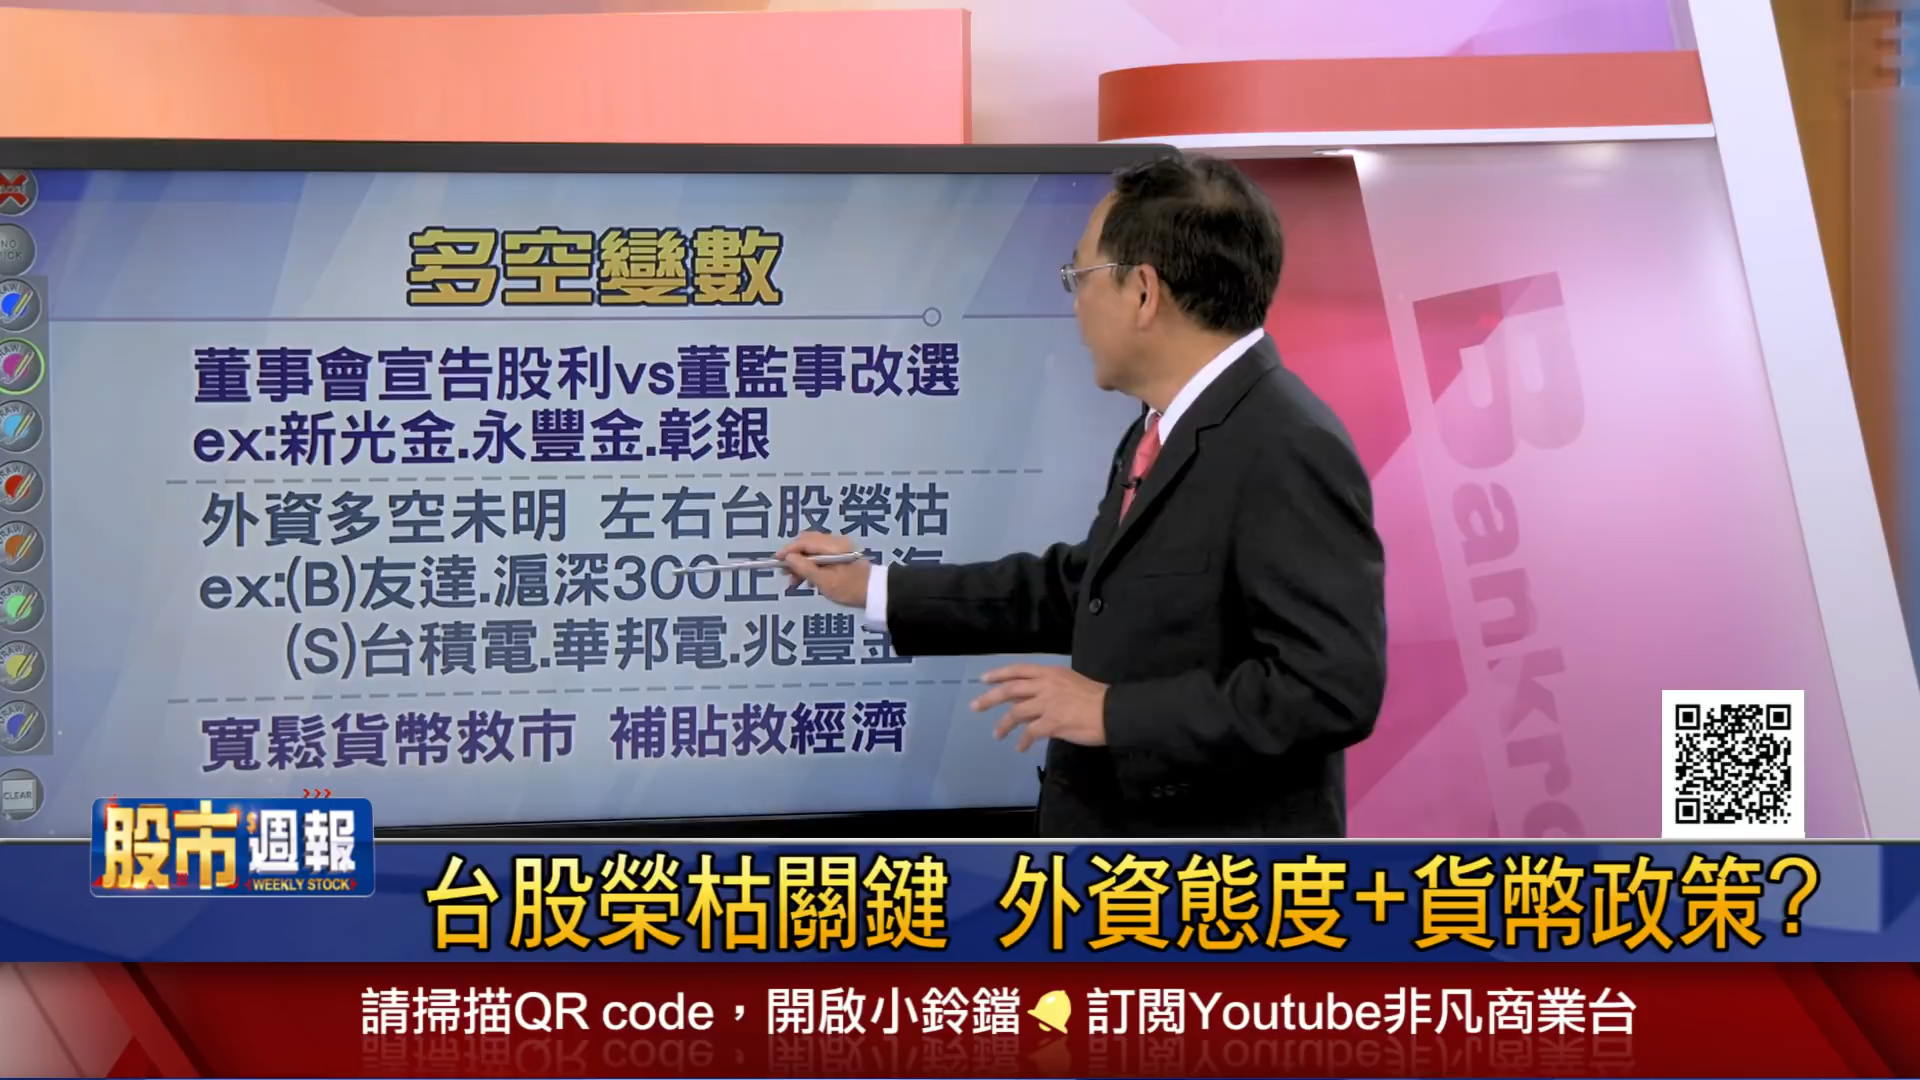 多空變數
董事會宣告股利vs董監事改選
ex:新光金.永豐金.彰銀
外資多空未明 左右台股榮枯
ex:(B)友達.滬深300正
(S)台積電.華邦電.兆豐金
寬鬆貨幣救市 補貼救經濟
Bankro
CLEAR
股市週報
WEEKLY STOCK
台股榮枯關鍵 外資態度+貨幣政策?
請掃描QR code，開啟小鈴鐺🔔訂閱Youtube非凡商業台